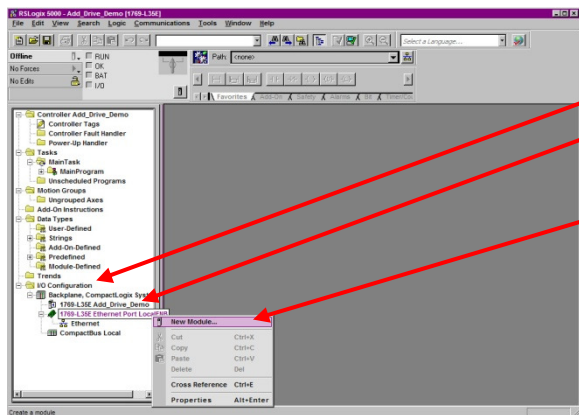 RSLogix 5000 - Add_Drive_Demo [1769-L35E]
File Edit View Search Logic Communications Tools Window Help
Select a Language...
Offline
RUN
Path: <none>
No Forces
OK
No Edits
BAT
I/O
Favorites Add-On Safety Alarms Bit Timer/Co
Controller Add_Drive_Demo
Controller Tags
Controller Fault Handler
Power-Up Handler
Tasks
MainTask
MainProgram
Unscheduled Programs
Motion Groups
Ungrouped Axes
Add-On Instructions
Data Types
User-Defined
Strings
Add-On-Defined
Predefined
Module-Defined
Trends
I/O Configuration
Backplane, CompactLogix Syst
1769-L35E Add_Drive_Demo
1769-L35E Ethernet Port LocalENB
Ethernet
CompactBus Local
New Module...
Cut Ctrl+X
Copy Ctrl+C
Paste Ctrl+V
Delete Del
Cross Reference Ctrl+E
Properties Alt+Enter
Create a module